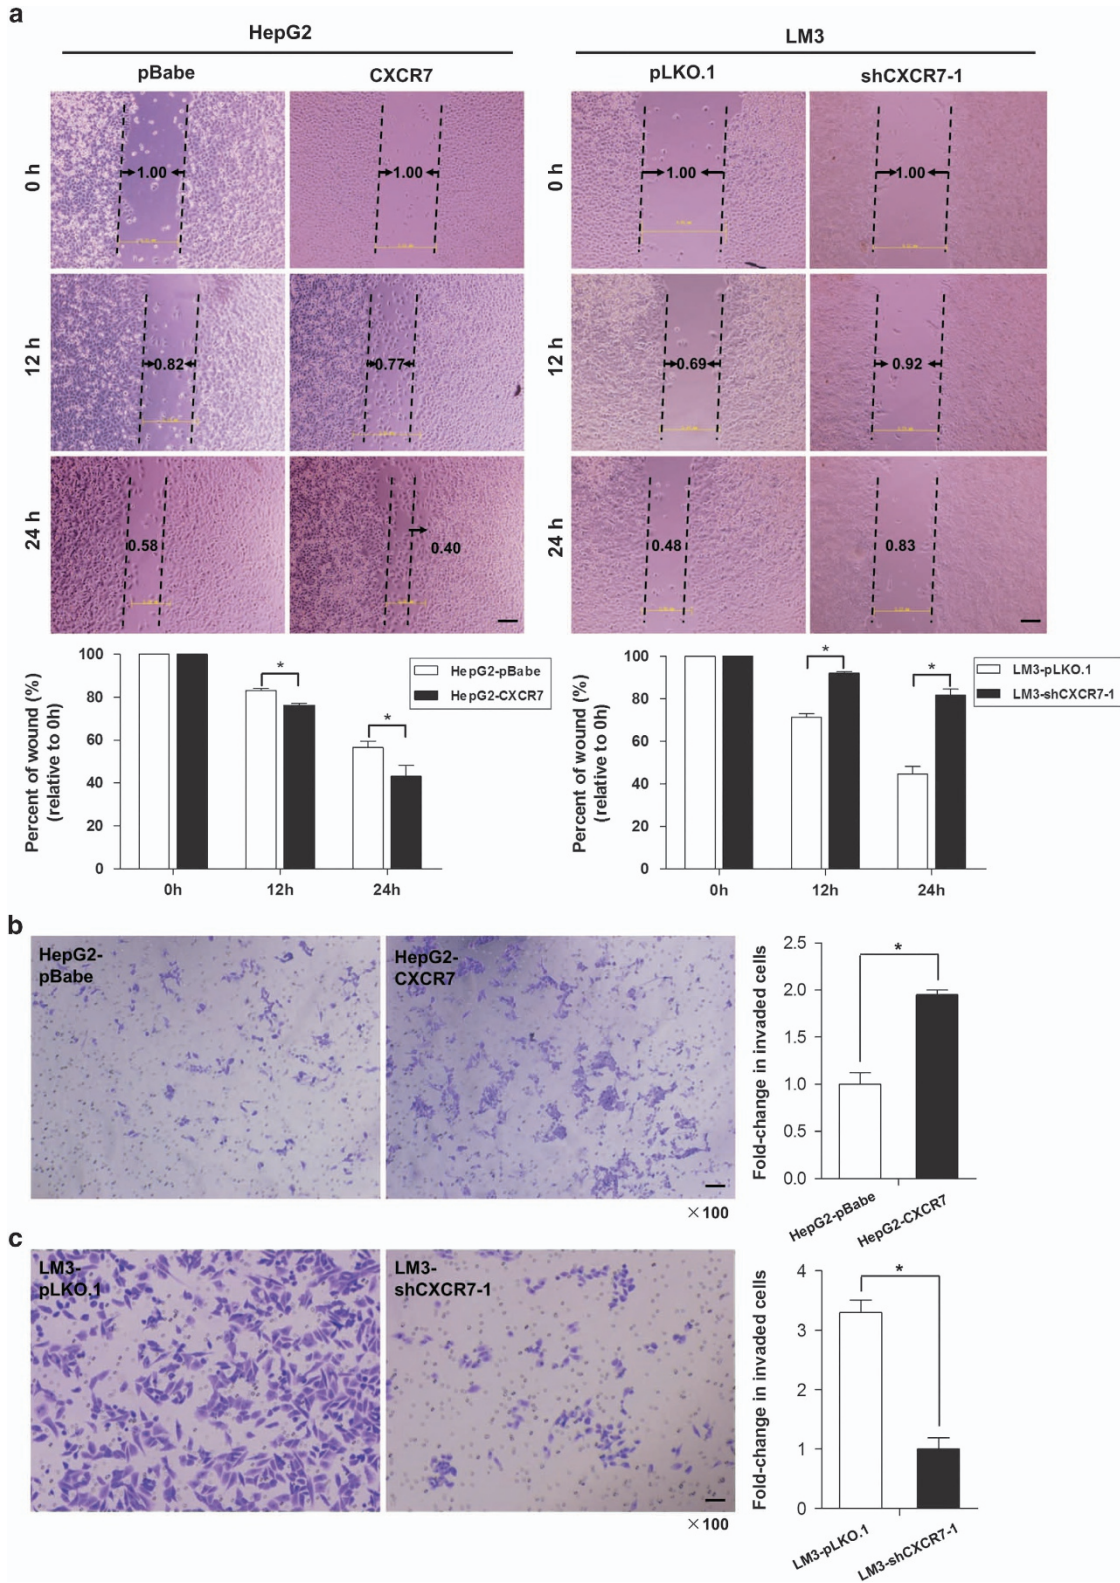 a
HepG2
LM3
pBabe
CXCR7
pLKO.1
shCXCR7-1
0 h
1.00
1.00
0 h
1.00
1.00
12 h
0.82
0.77
12 h
0.69
0.92
24 h
0.58
0.40
24 h
0.48
0.83
Percent of wound (%)
(relative to 0h)
100
80
60
40
20
0
0h
12h
24h
*
*
HepG2-pBabe
HepG2-CXCR7
Percent of wound (%)
(relative to 0h)
100
80
60
40
20
0
0h
12h
24h
*
*
LM3-pLKO.1
LM3-shCXCR7-1
b
HepG2-
pBabe
HepG2-
CXCR7
×100
Fold-change in invaded cells
2.5
2.0
1.5
1.0
0.5
0.0
*
HepG2-pBabe
HepG2-CXCR7
c
LM3-
pLKO.1
LM3-
shCXCR7-1
×100
Fold-change in invaded cells
4
3
2
1
0
*
LM3-pLKO.1
LM3-shCXCR7-1